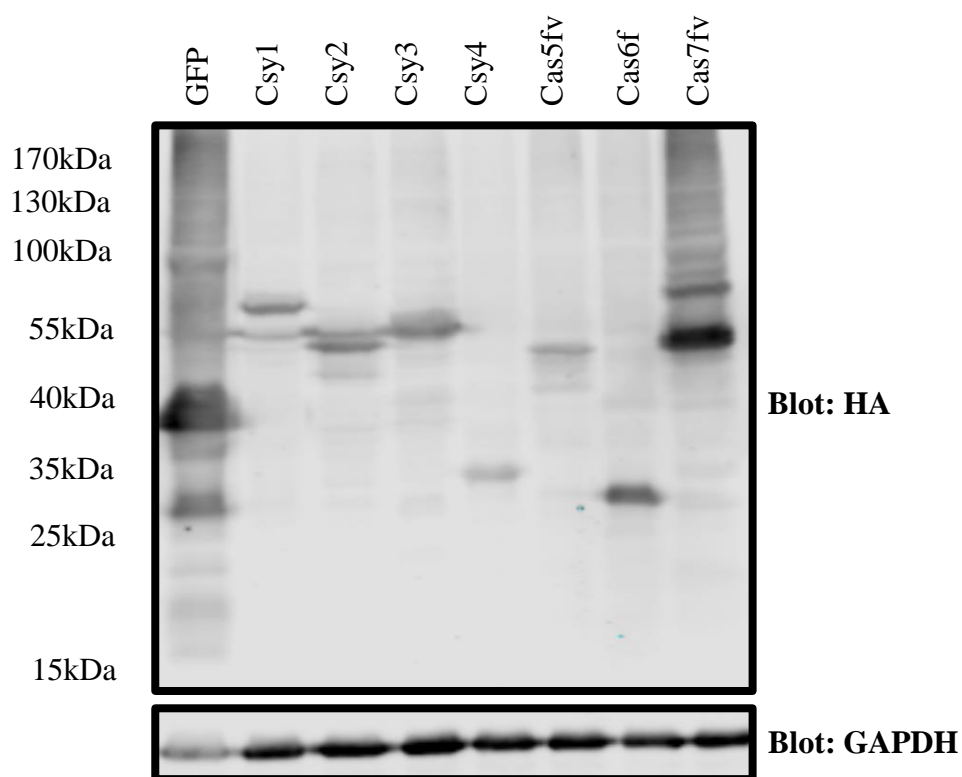 GFP
Csy1
Csy2
Csy3
Csy4
Cas5fv
Cas6f
Cas7fv
170kDa
130kDa
100kDa
55kDa
40kDa
35kDa
25kDa
15kDa
Blot: HA
Blot: GAPDH